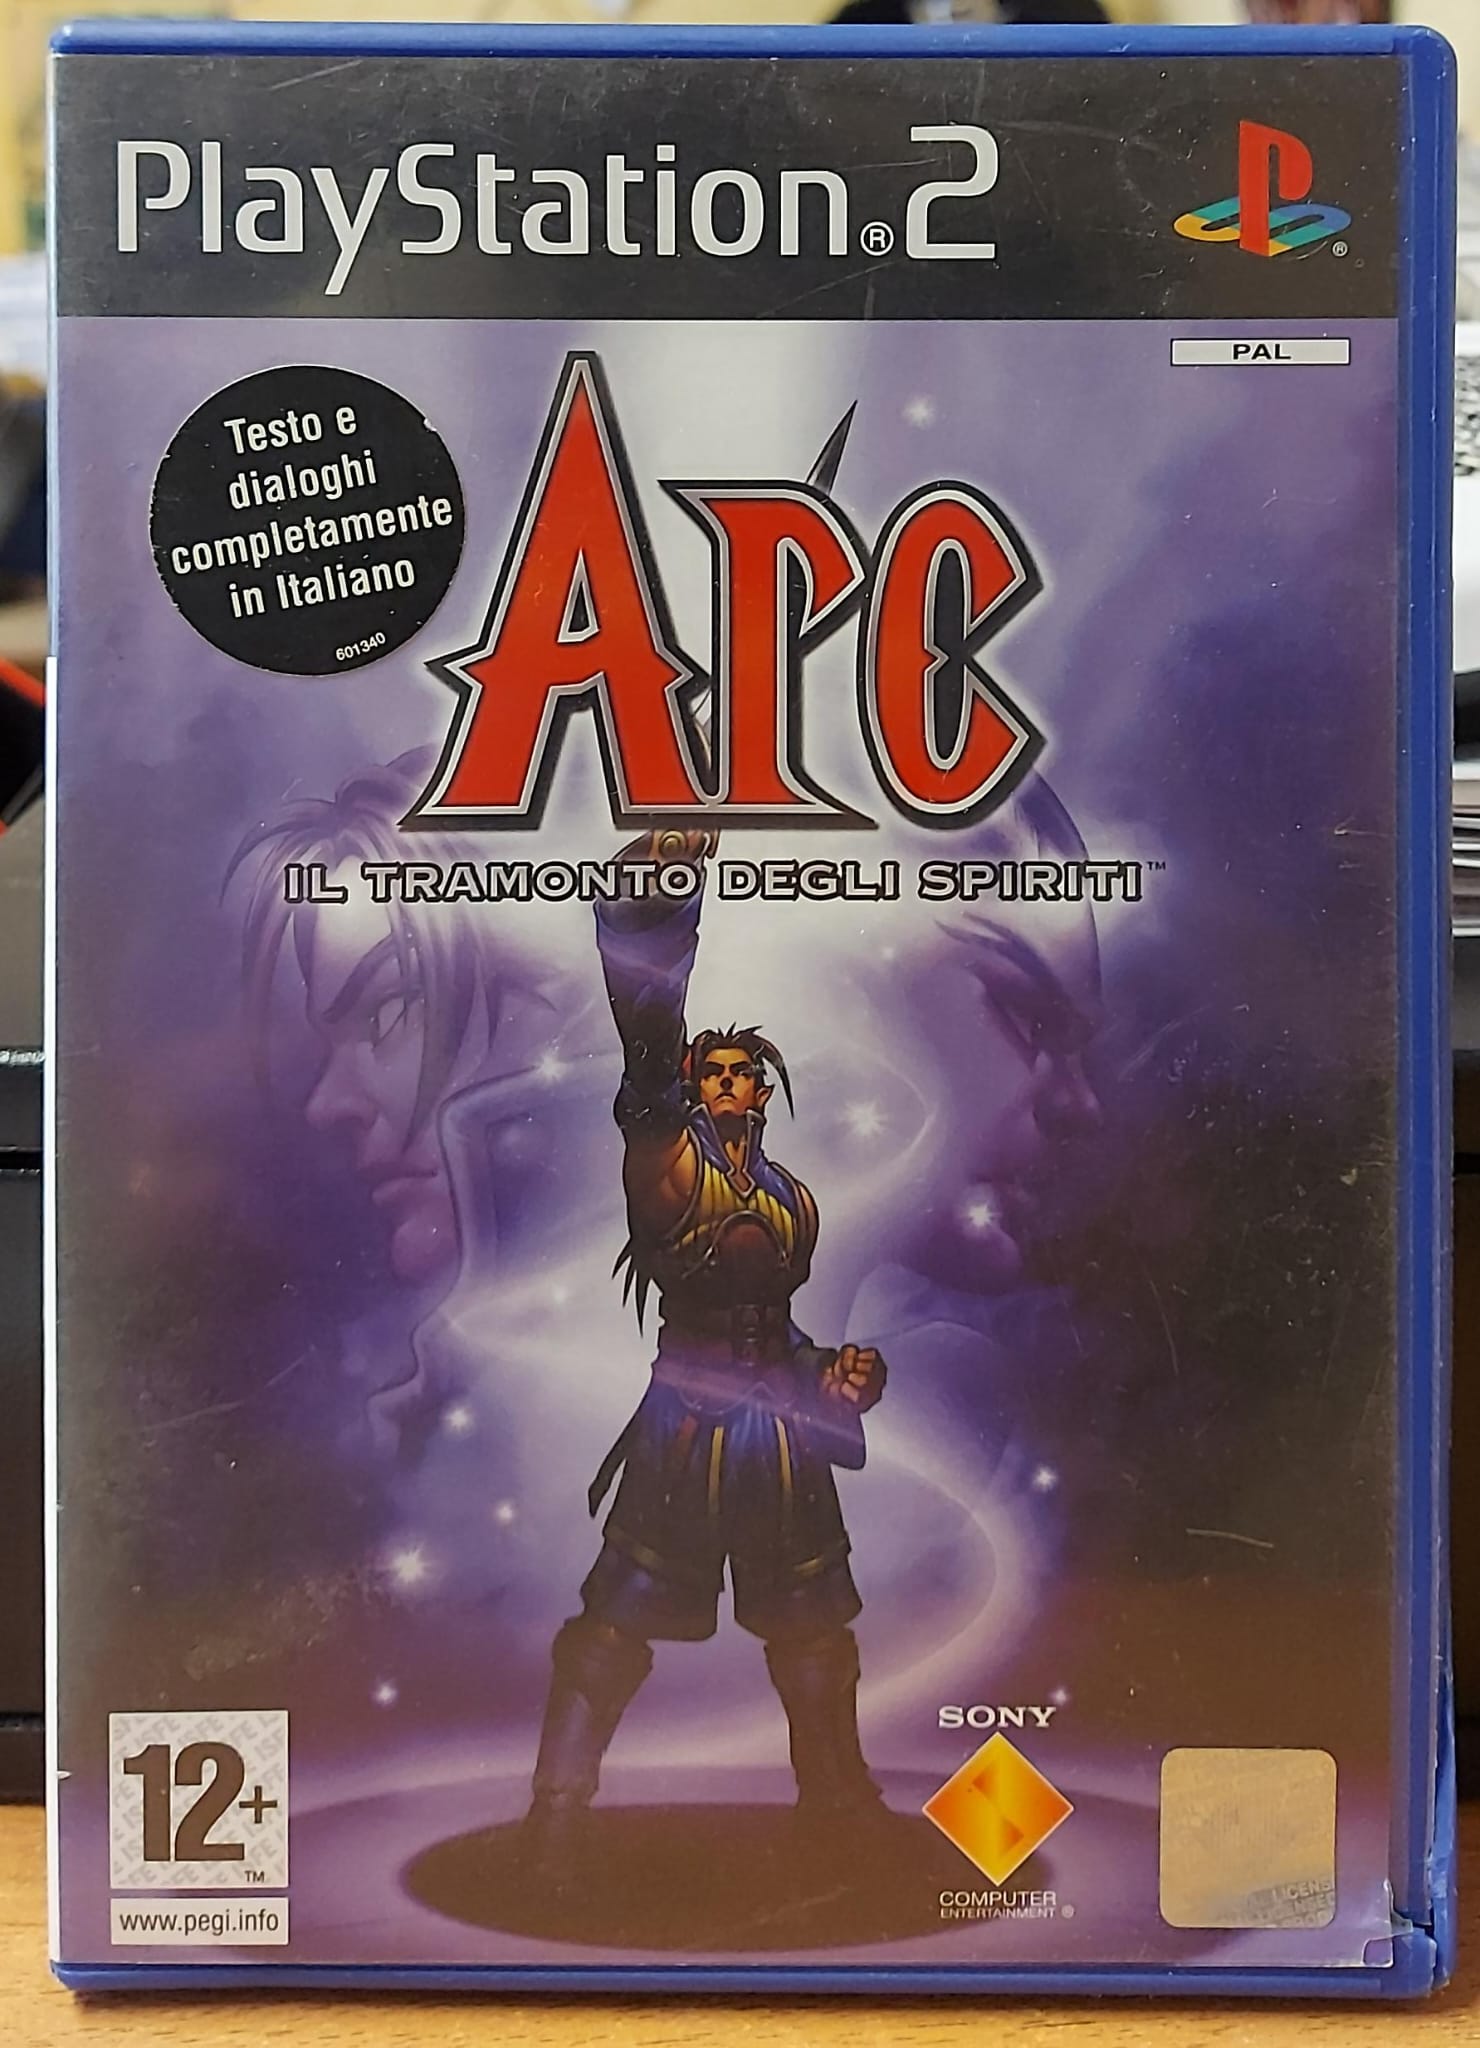 PlayStation®2
®
PAL
Testo e
dialoghi
completamente
in Italiano
601340
Arc
IL TRAMONTO DEGLI SPIRITI™
12+
™
www.pegi.info
SONY
COMPUTER
ENTERTAINMENT ®